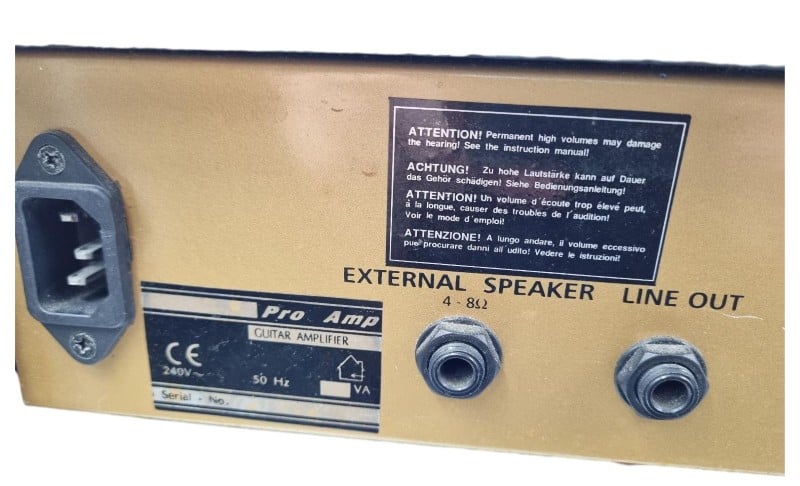 ATTENTION! Permanent high volumes may damage
the hearing! See the instruction manual!
ACHTUNG! Zu hohe Lautstärke kann auf Dauer
das Gehör schädigen! Siehe Bedienungsanleitung!
ATTENTION! Un volume d´écoute trop élevé peut,
à la longue, causer des troubles de l´audition!
Voir le mode d´emploi!
ATTENZIONE! A lungo andare, il volume eccessivo
puo procurare danni all´udito! Vedere le istruzioni!
EXTERNAL SPEAKER
4 - 8Ω
LINE OUT
Pro Amp
GUITAR AMPLIFIER
CE
240V~
50 Hz
VA
Serial - No.